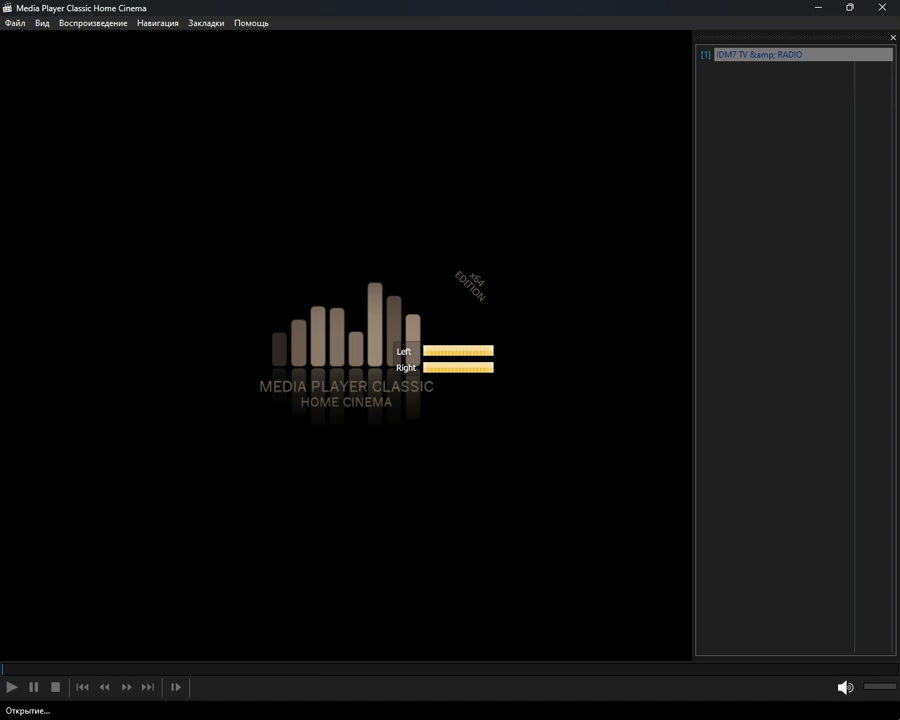 Media Player Classic Home Cinema
Файл Вид Воспроизведение Навигация Закладки Помощь
[1] IDM7 TV &amp; RADIO
x64
EDITION
Left
Right
MEDIA PLAYER CLASSIC
HOME CINEMA
Открытие...